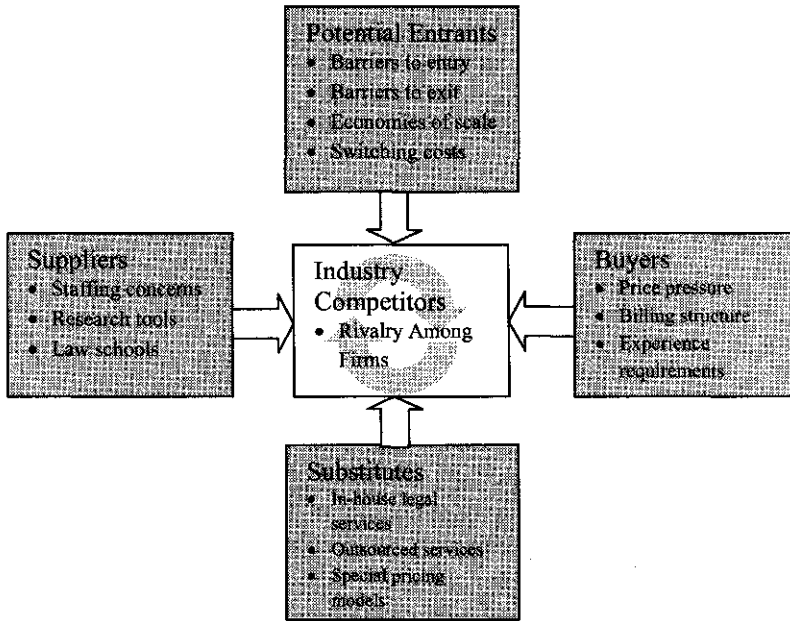 Potential Entrants
• Barriers to entry
• Barriers to exit
• Economies of scale
• Switching costs
Suppliers
• Staffing concerns
• Research tools
• Law schools
Industry
Competitors
• Rivalry Among
Firms
Buyers
• Price pressure
• Billing structure
• Experience
requirements
Substitutes
• In-house legal
services
• Outsourced services
• Special pricing
models